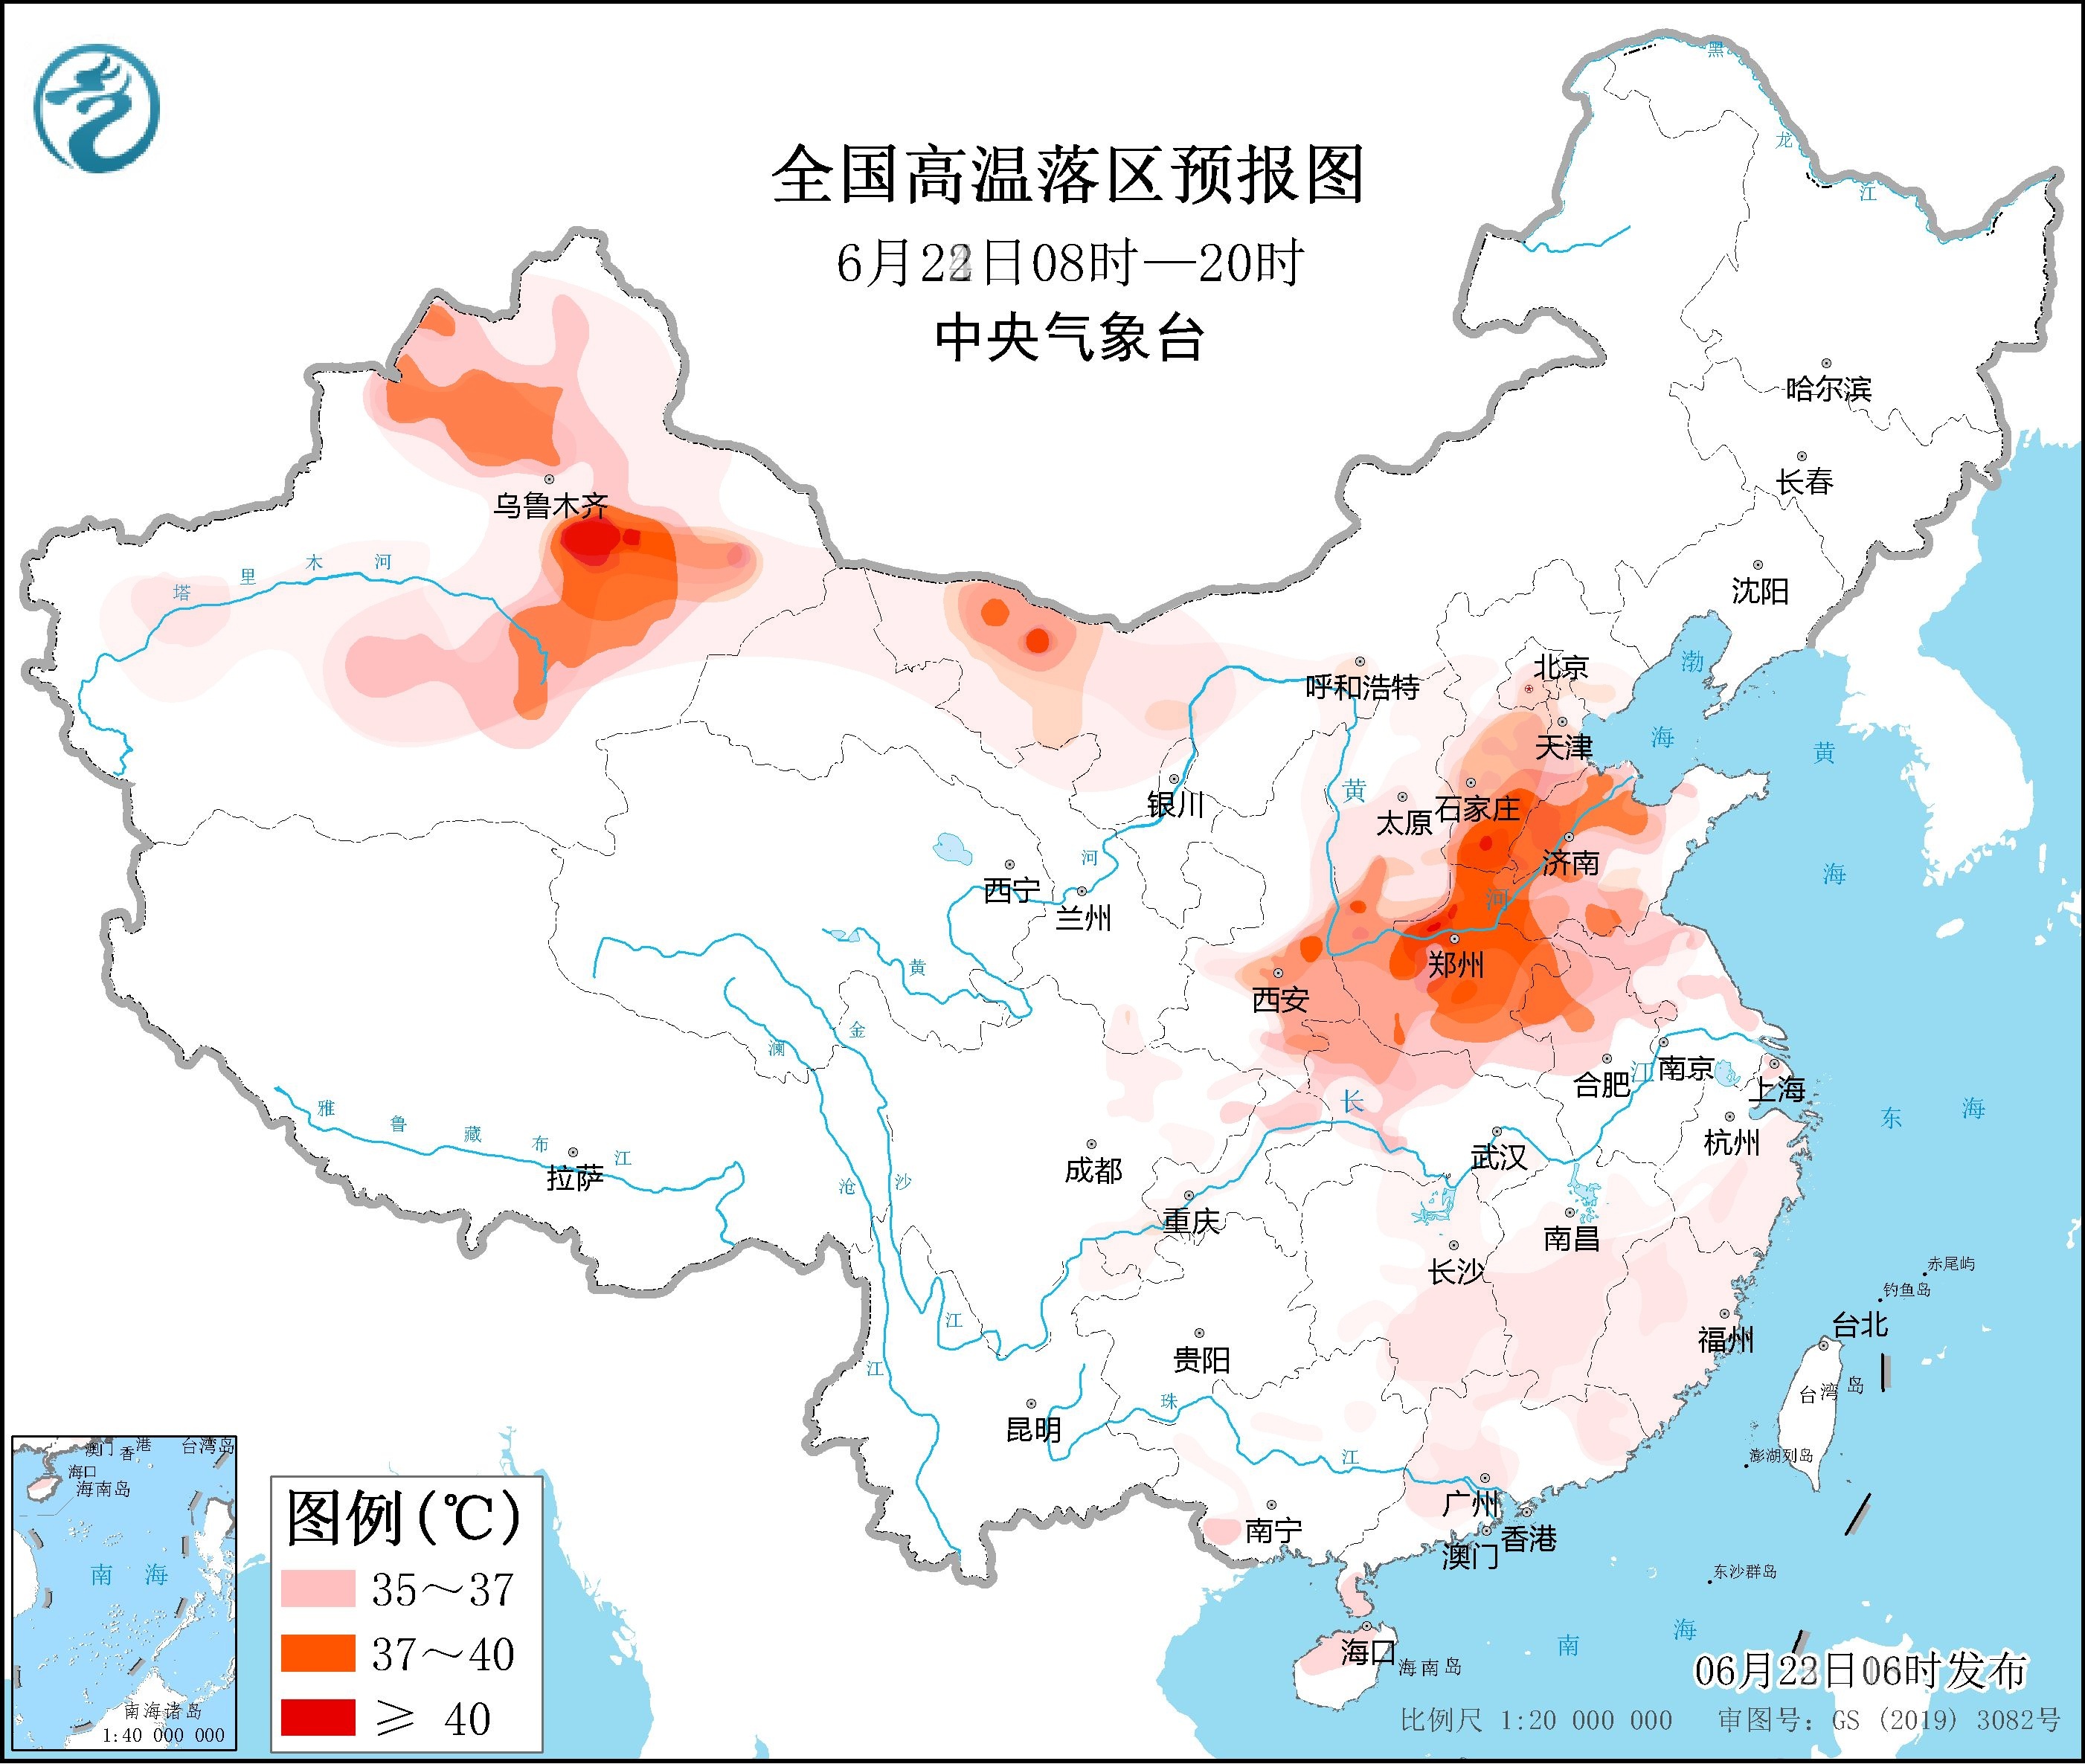 全国高温落区预报图
日08时—20时
中央气象台
黑
龙
江
哈尔滨
长春
沈阳
乌鲁木齐
塔 里 木 河
北京
渤
海
呼和浩特
天津
黄
海
银川
黄
太原
石家庄
济南
河
西宁
兰州
河
郑州
西安
黄
金
澜
南京
合肥
江
上海
长
东 海
雅 鲁 藏 布 江
拉萨
成都
杭州
武汉
沧
沙
重庆
南昌
长沙
赤尾屿
钓鱼岛
江
台北
福州
贵阳
江
台湾岛
珠
昆明
江
澎湖列岛
广州
南宁
香港
澳门
东沙群岛
南 海
海口
海南岛
澳门 香港 台湾岛
海口
海南岛
南 海
南海诸岛
1:40 000 000
图例(℃)
35～37
37～40
≥ 40
日06时发布
比例尺 1:20 000 000 审图号：GS (2019) 3082号